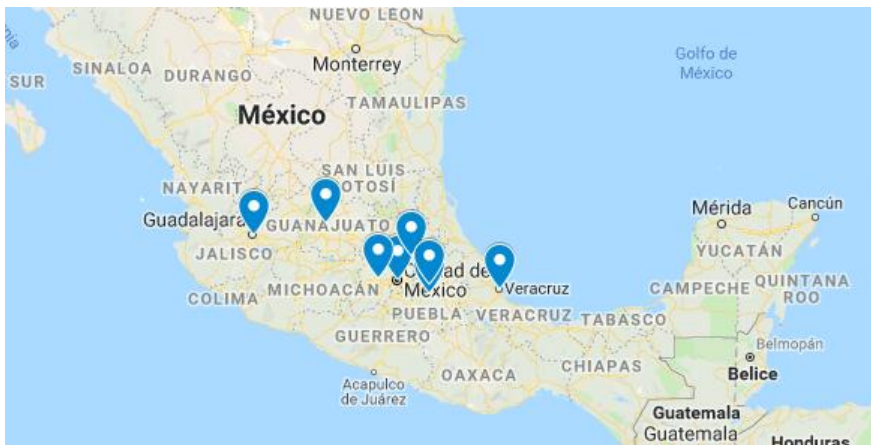 NUEVO LEÓN
Monterrey
SINALOA
DURANGO
SUR
Golfo de
México
TAMAULIPAS
México
SAN LUIS
POTOSÍ
NAYARIT
Guadalajara
GUANAJUATO
JALISCO
Mérida
Cancún
YUCATÁN
QUINTANA
ROO
CAMPECHE
COLIMA
MICHOACÁN
Ciudad de
México
Veracruz
PUEBLA
VERACRUZ
TABASCO
GUERRERO
Acapulco
de Juárez
OAXACA
CHIAPAS
Belmopán
Belice
Guatemala
Guatemala
Honduras